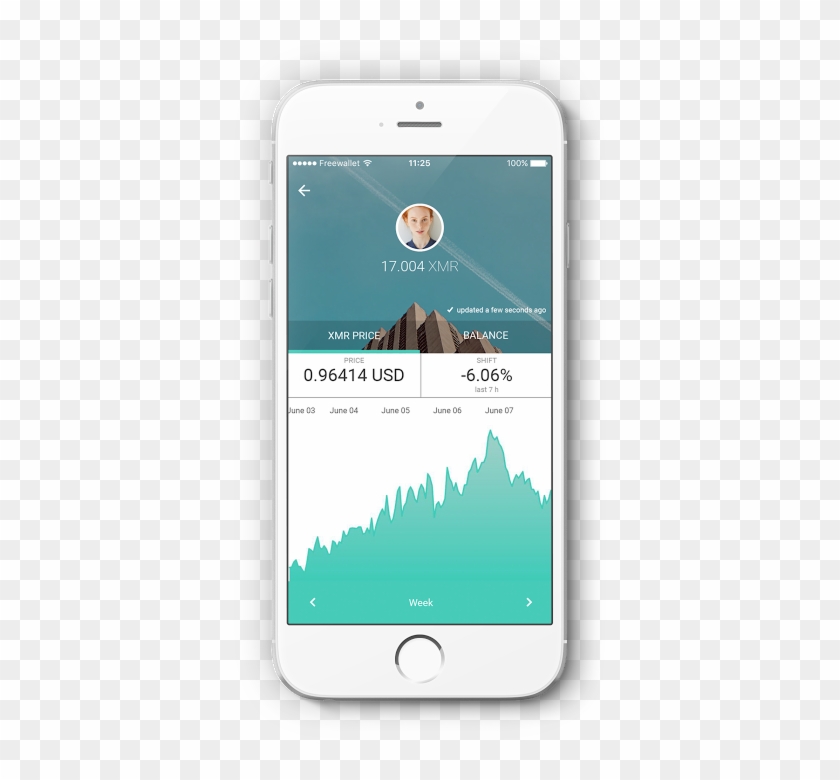 Freewallet 11:25 100%
17.004 XMR
✓ updated a few seconds ago
XMR PRICE BALANCE
PRICE SHIFT
0.96414 USD -6.06%
last 7 h
June 03 June 04 June 05 June 06 June 07
Week